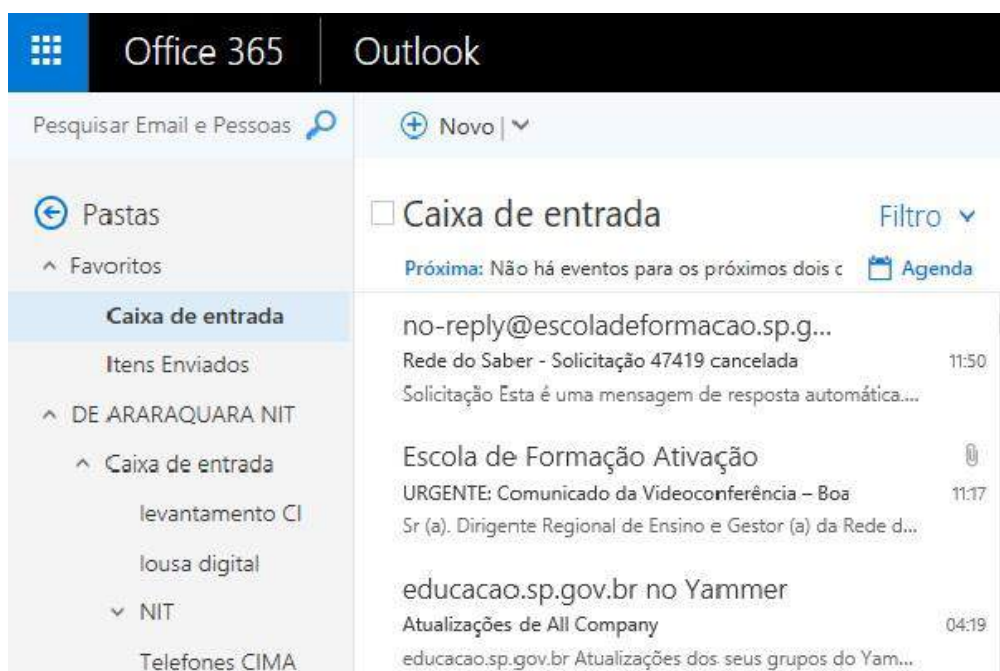 Office 365 Outlook
Pesquisar Email e Pessoas
Novo
Pastas
Favoritos
Caixa de entrada
Itens Enviados
DE ARARAQUARA NIT
Caixa de entrada
levantamento CI
lousa digital
NIT
Telefones CIMA
Caixa de entrada Filtro
Próxima: Não há eventos para os próximos dois Agenda
no-reply@escoladeformacao.sp.g...
Rede do Saber - Solicitação 47419 cancelada 11:50
Solicitação Esta é uma mensagem de resposta automática....
Escola de Formação Ativação
URGENTE: Comunicado da Videoconferência – Boa 11:17
Sr (a). Dirigente Regional de Ensino e Gestor (a) da Rede d...
educacao.sp.gov.br no Yammer
Atualizações de All Company 04:19
educacao.sp.gov.br Atualizações dos seus grupos do Yam...